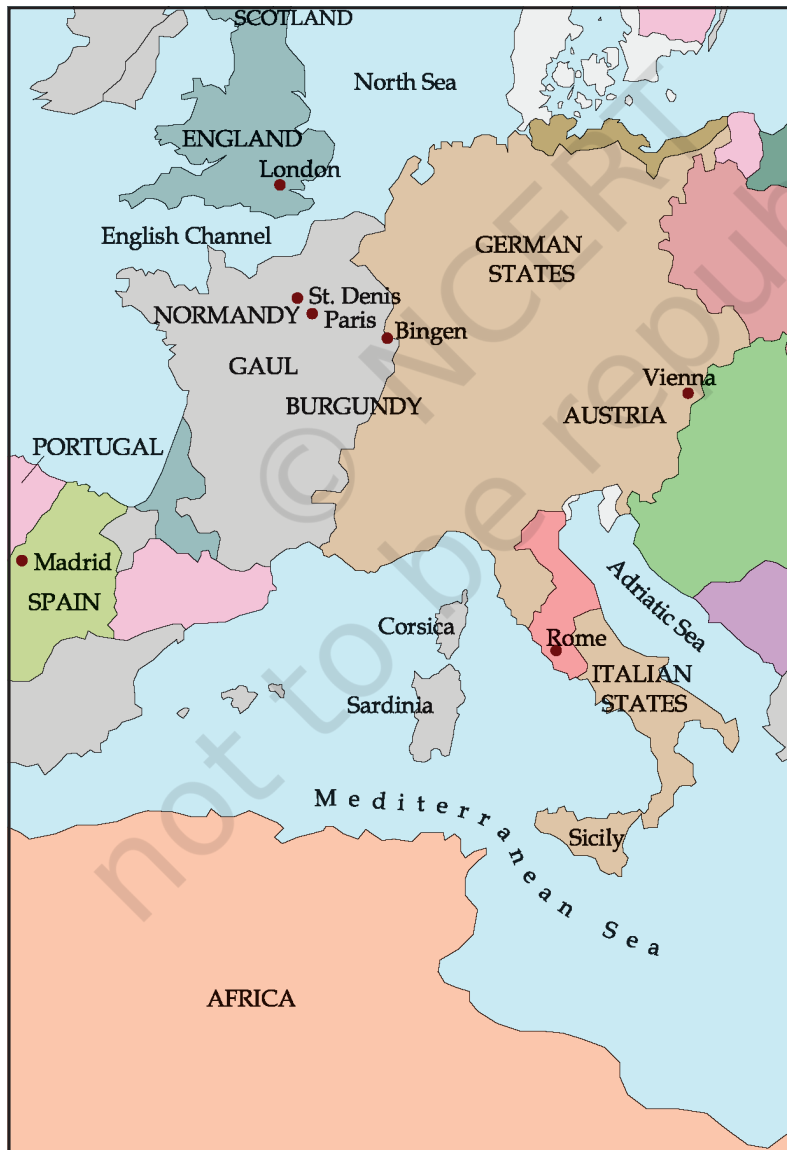 SCOTLAND
North Sea
ENGLAND
London
English Channel
GERMAN
STATES
St. Denis
NORMANDY
Paris
Bingen
GAUL
Vienna
BURGUNDY
AUSTRIA
PORTUGAL
Madrid
SPAIN
Adriatic Sea
Corsica
Rome
ITALIAN
STATES
Sardinia
Mediterranean Sea
Sicily
AFRICA
© NCERT
not to be republ